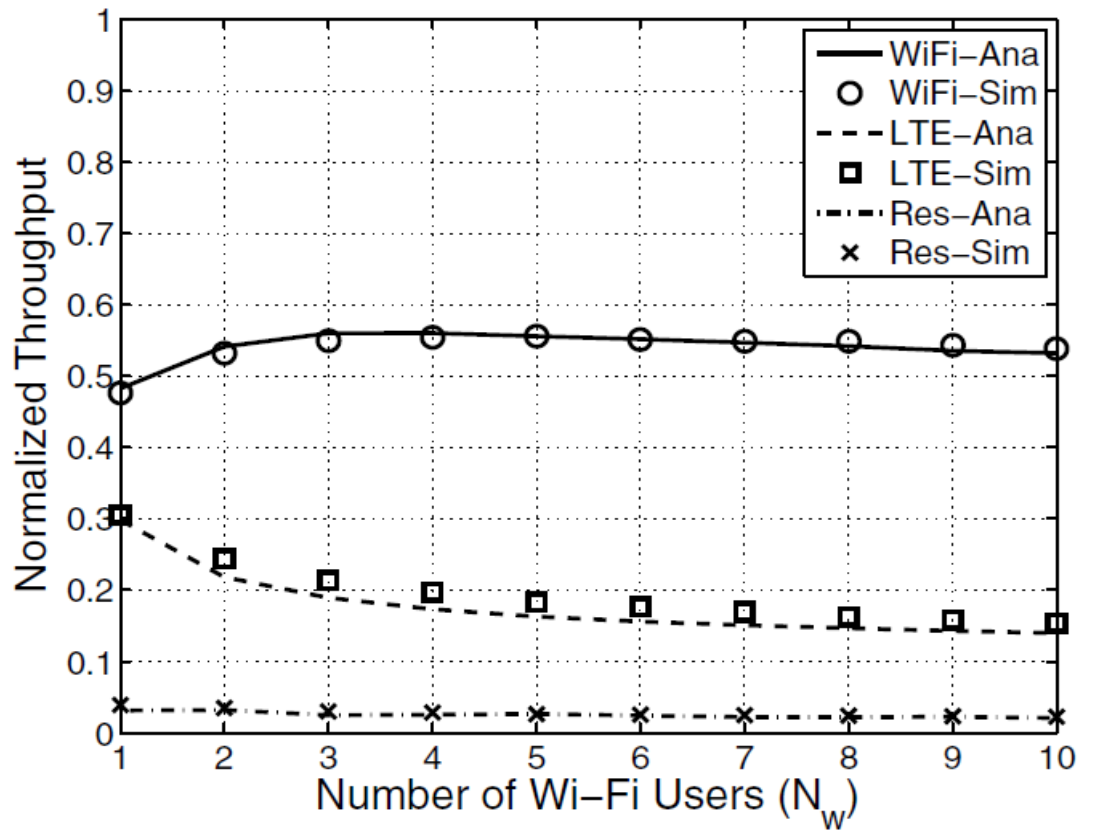 Normalized Throughput
1
0.9
0.8
0.7
0.6
0.5
0.4
0.3
0.2
0.1
0
WiFi−Ana
WiFi−Sim
LTE−Ana
LTE−Sim
Res−Ana
Res−Sim
1 2 3 4 5 6 7 8 9 10
Number of Wi−Fi Users (N_w)